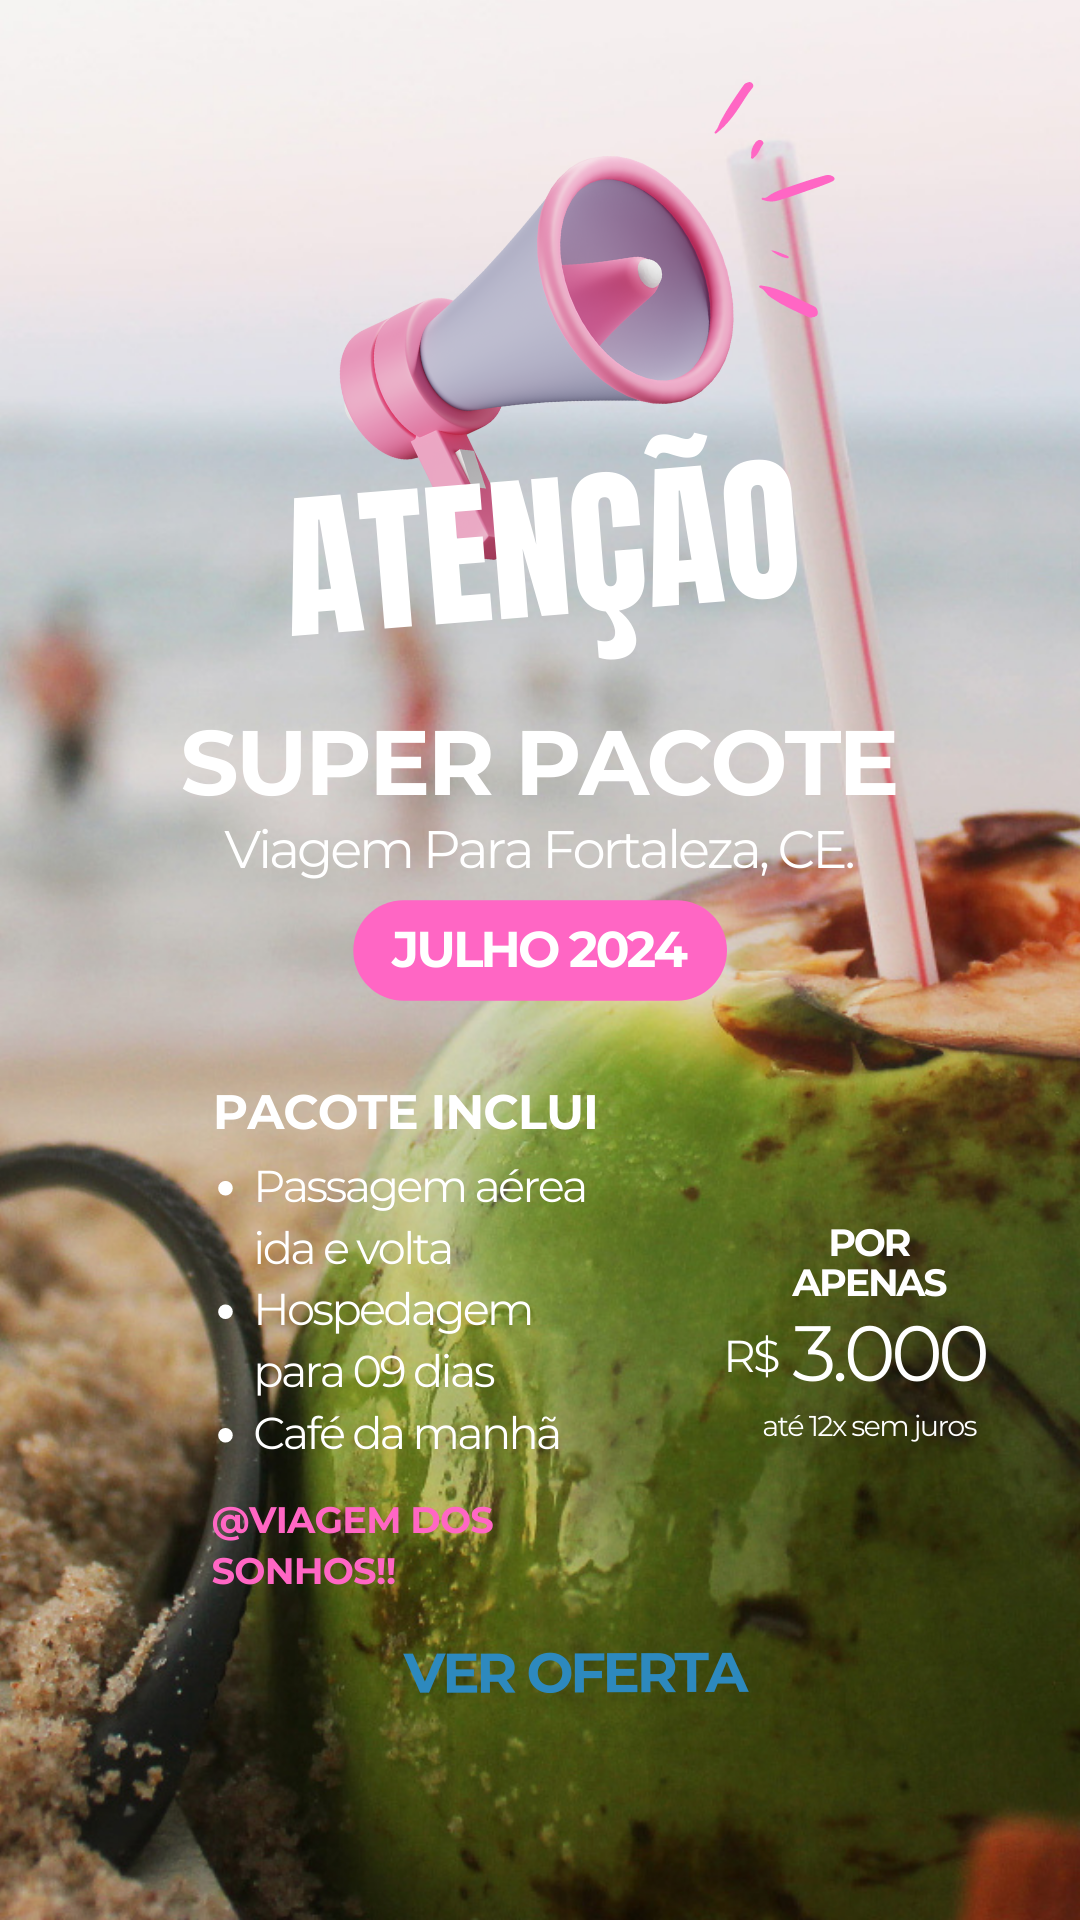 ATENÇÃO
SUPER PACOTE
Viagem Para Fortaleza, CE.
JULHO 2024
PACOTE INCLUI
• Passagem aérea
ida e volta
• Hospedagem
para 09 dias
• Café da manhã
POR
APENAS
R$ 3.000
até 12x sem juros
@VIAGEM DOS
SONHOS!!
VER OFERTA